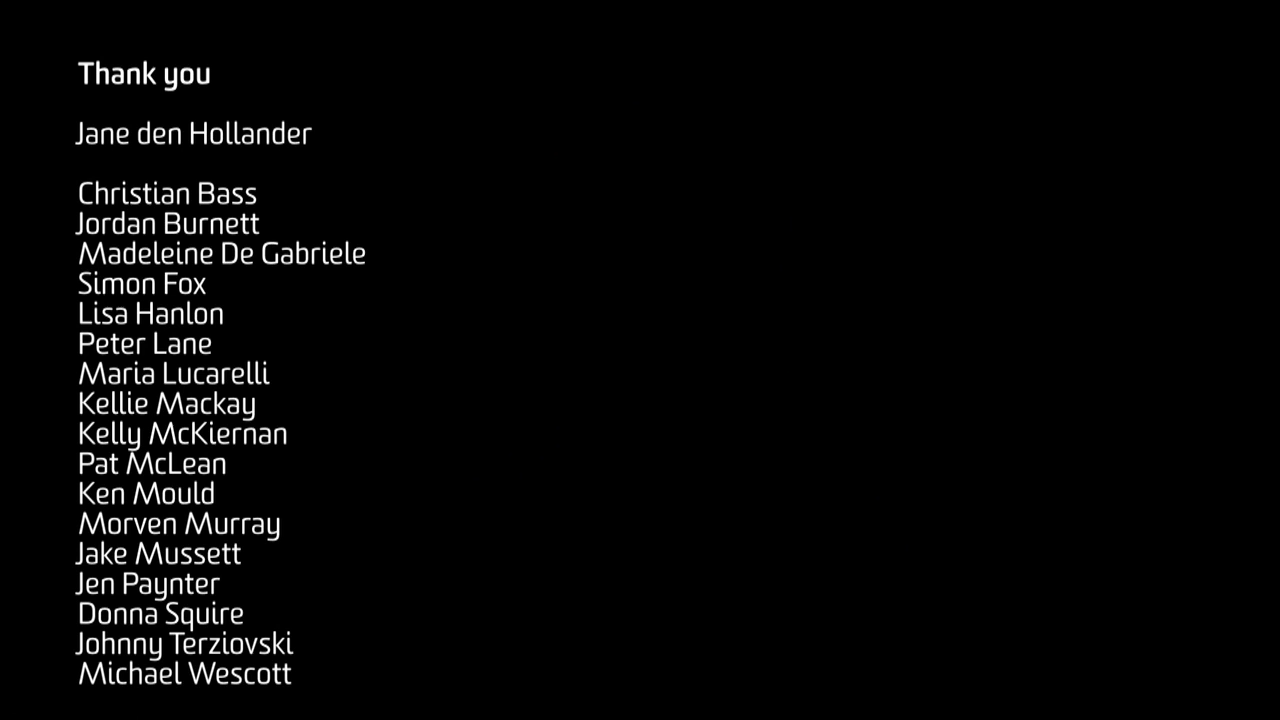 Thank you
Jane den Hollander
Christian Bass
Jordan Burnett
Madeleine De Gabriele
Simon Fox
Lisa Hanlon
Peter Lane
Maria Lucarelli
Kellie Mackay
Kelly McKiernan
Pat McLean
Ken Mould
Morven Murray
Jake Mussett
Jen Paynter
Donna Squire
Johnny Terziovski
Michael Wescott